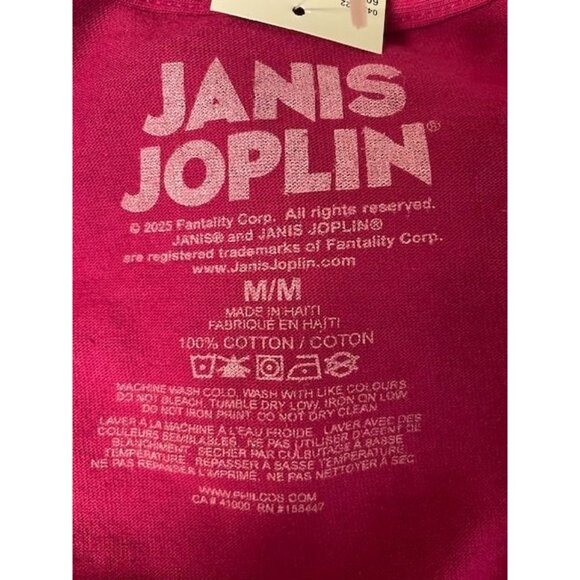 JANIS
JOPLIN®
© 2025 Fantality Corp. All rights reserved.
JANIS® and JANIS JOPLIN®
are registered trademarks of Fantality Corp.
www.JanisJoplin.com
M/M
MADE IN HAITI
FABRIQUÉ EN HAÏTI
100% COTTON / COTON
MACHINE WASH COLD, WASH WITH LIKE COLOURS
DO NOT BLEACH, TUMBLE DRY LOW, IRON ON LOW
DO NOT IRON PRINT, DO NOT DRY CLEAN
LAVER À LA MACHINE À L'EAU FROIDE. LAVER AVEC DES
COULEURS SEMBLABLES. NE PAS UTILISER D'AGENT DE
BLANCHIMENT. SÉCHER PAR CULBUTAGE À BASSE
TEMPÉRATURE. REPASSER À BASSE TEMPÉRATURE
NE PAS REPASSER L'IMPRIMÉ. NE PAS NETTOYER À SEC
WWW.PHILCOS.COM
CA # 41000 RN #158447